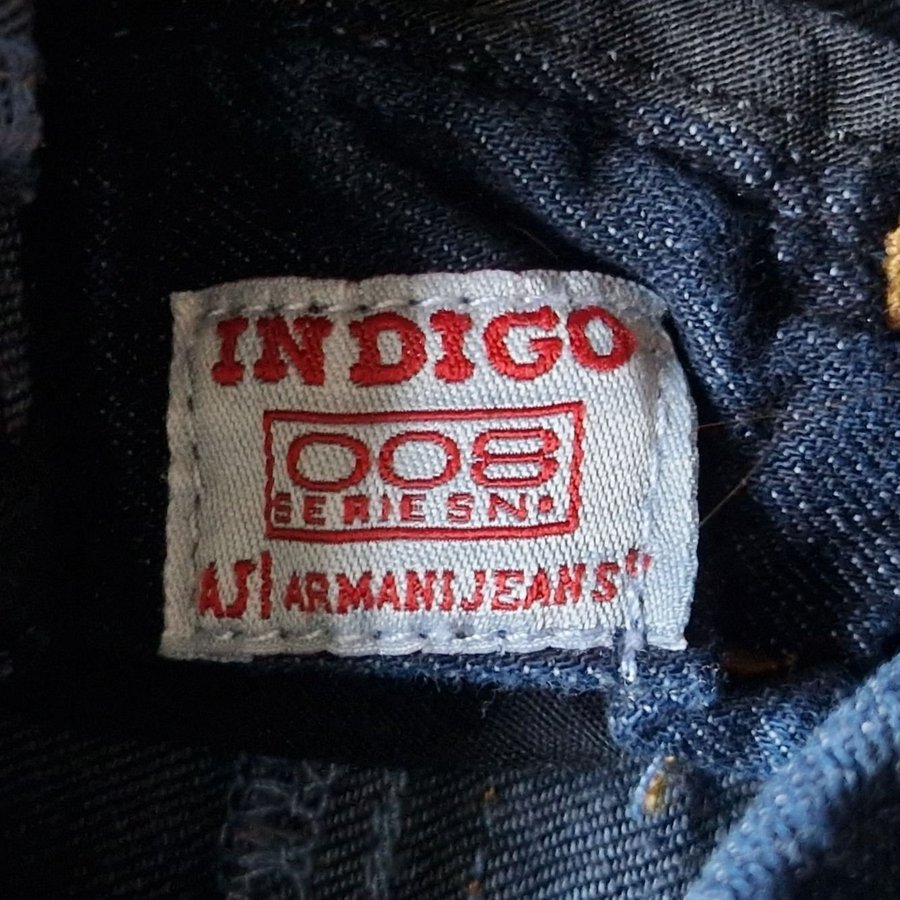 INDIGO
008
SERIES N.
AJ| ARMANI JEANS"